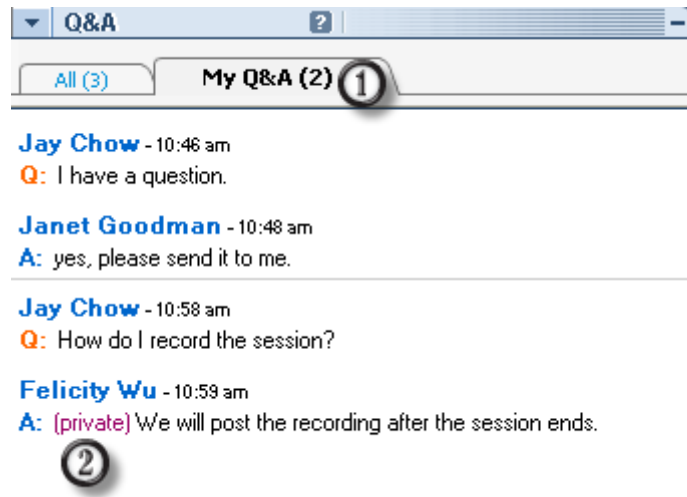 Q&A ?
All (3) My Q&A (2) 1
Jay Chow - 10:46 am
Q: I have a question.
Janet Goodman - 10:48 am
A: yes, please send it to me.
Jay Chow - 10:58 am
Q: How do I record the session?
Felicity Wu - 10:59 am
A: (private) We will post the recording after the session ends.
2